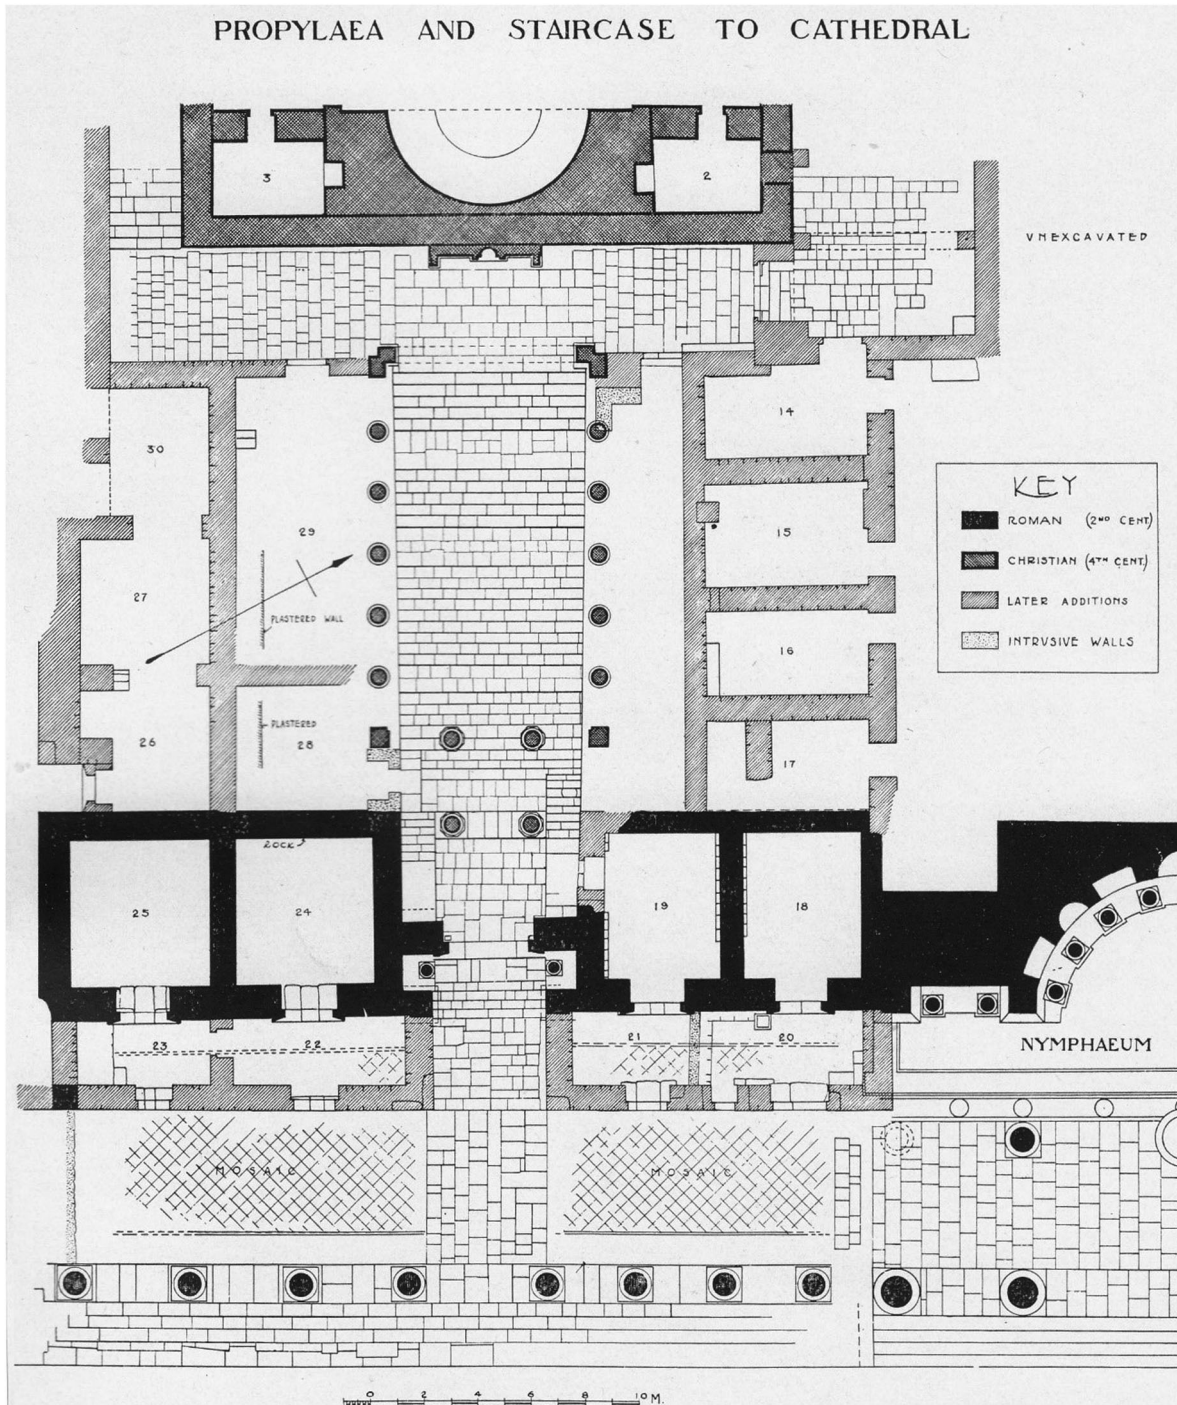 PROPYLAEA AND STAIRCASE TO CATHEDRAL
3
2
VNEXCAVATED
14
30
KEY
ROMAN (2ND CENT.)
29
15
CHRISTIAN (4TH CENT.)
27
LATER ADDITIONS
PLASTERED WALL
INTRVSIVE WALLS
16
PLASTERED
26
28
17
ROCK
25
24
19
18
23
22
21
20
NYMPHAEUM
MOSAIC
MOSAIC
0 2 4 6 8 10 M.